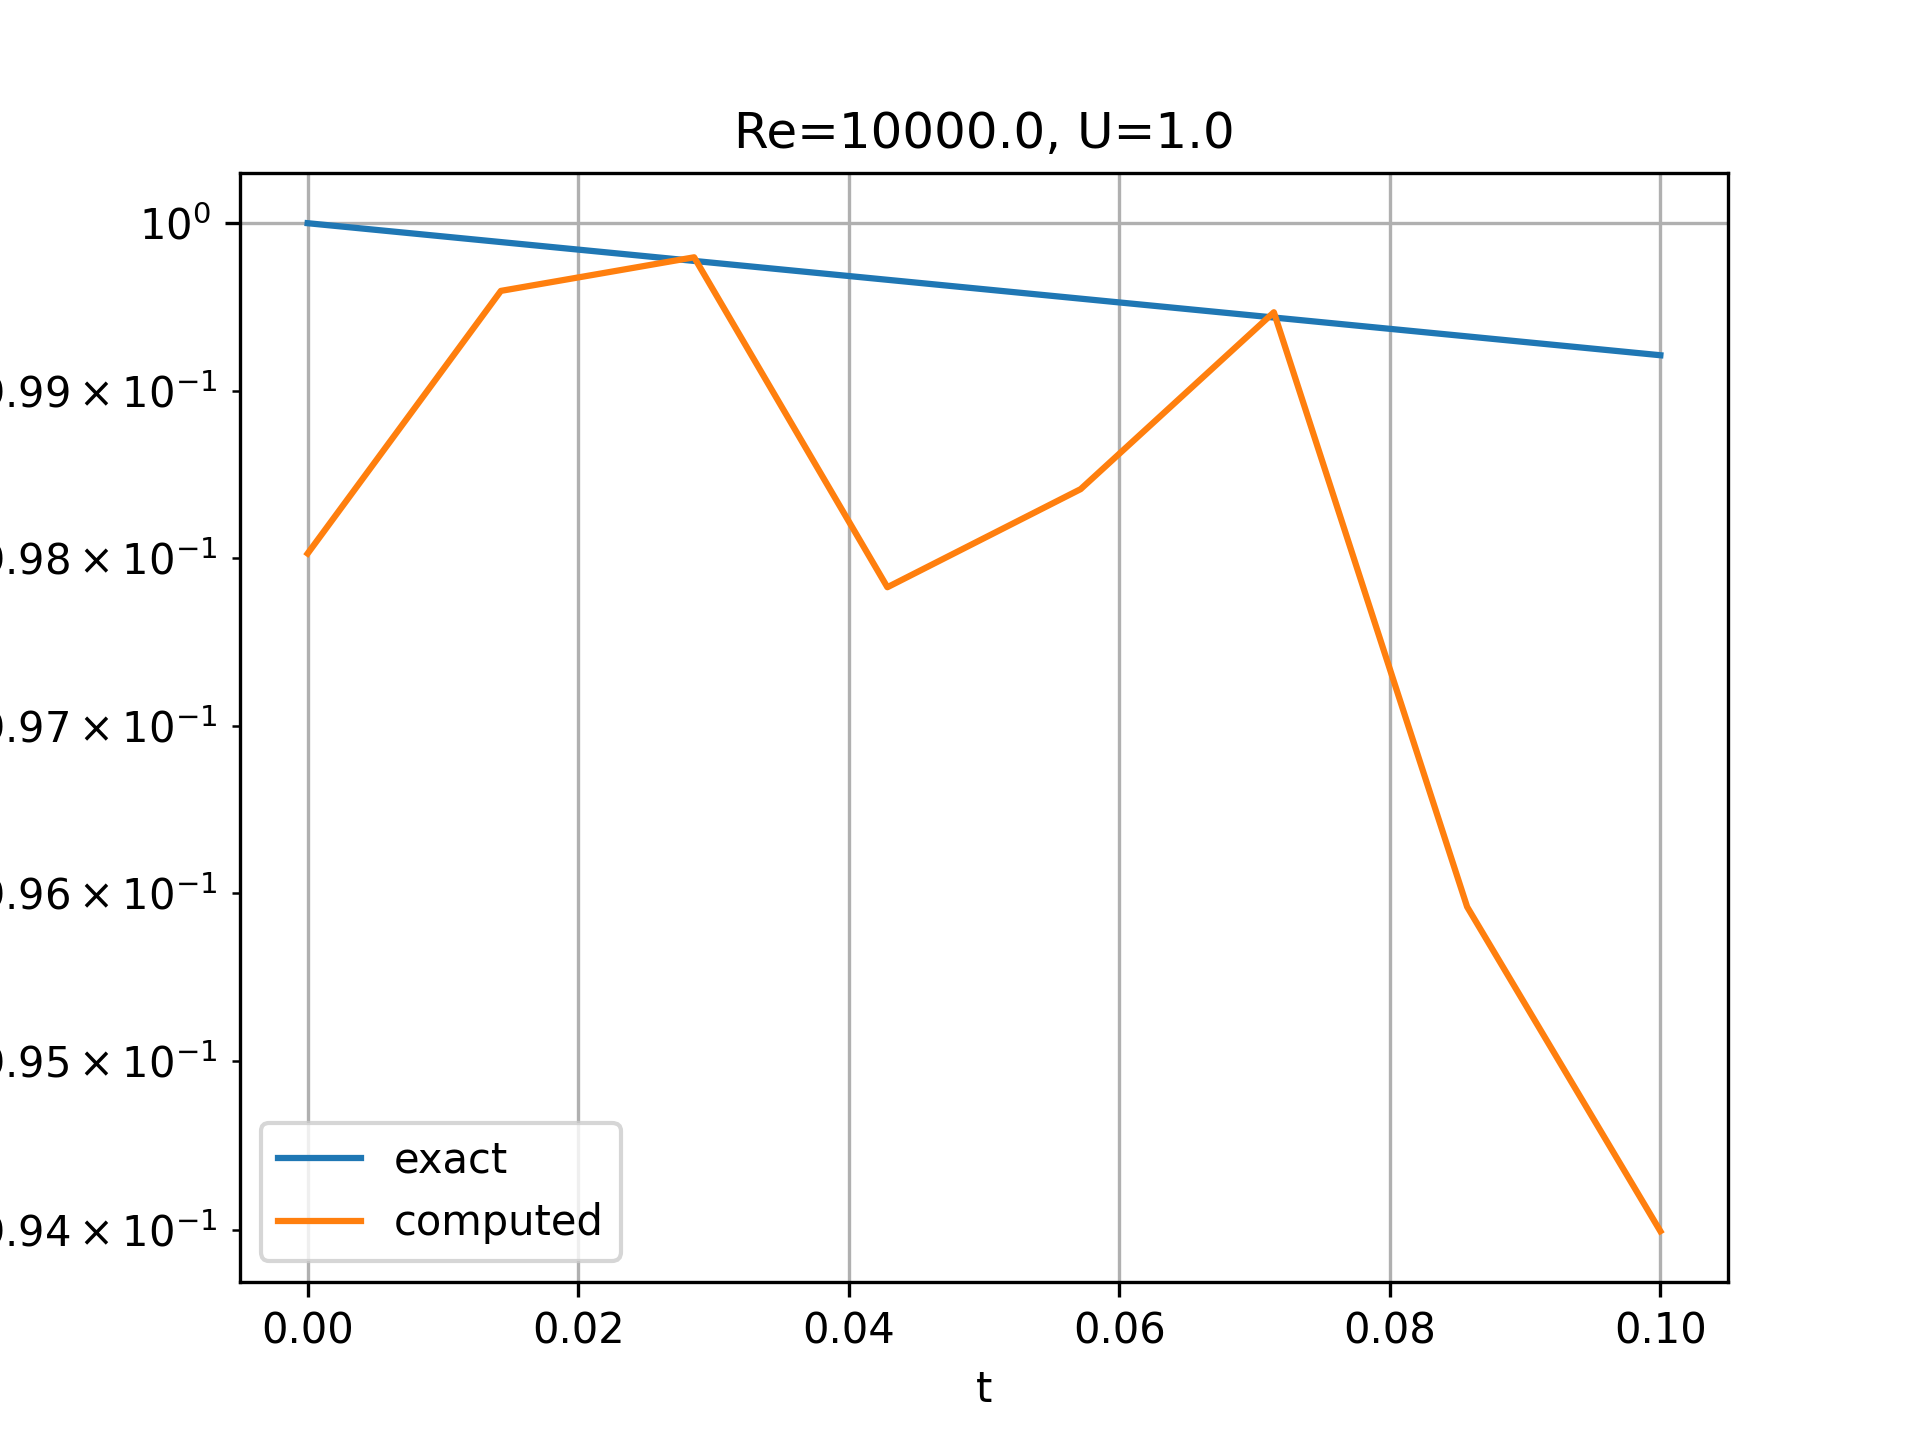 Re=10000.0, U=1.0
10⁰
.99×10⁻¹
.98×10⁻¹
.97×10⁻¹
.96×10⁻¹
.95×10⁻¹
.94×10⁻¹
exact
computed
0.00 0.02 0.04 0.06 0.08 0.10
t